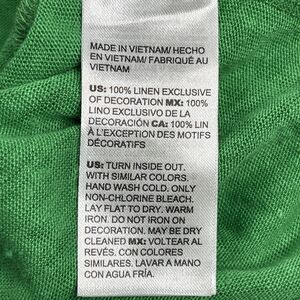 MADE IN VIETNAM/ HECHO
EN VIETNAM/ FABRIQUÉ AU
VIETNAM
US: 100% LINEN EXCLUSIVE
OF DECORATION MX: 100%
LINO EXCLUSIVO DE LA
DECORACIÓN CA: 100% LIN
À L'EXCEPTION DES MOTIFS
DÉCORATIFS
US: TURN INSIDE OUT.
WITH SIMILAR COLORS.
HAND WASH COLD. ONLY
NON-CHLORINE BLEACH.
LAY FLAT TO DRY. WARM
IRON. DO NOT IRON ON
DECORATION. MAY BE DRY
CLEANED MX: VOLTEAR AL
REVÉS. CON COLORES
SIMILARES. LAVAR A MANO
CON AGUA FRÍA.